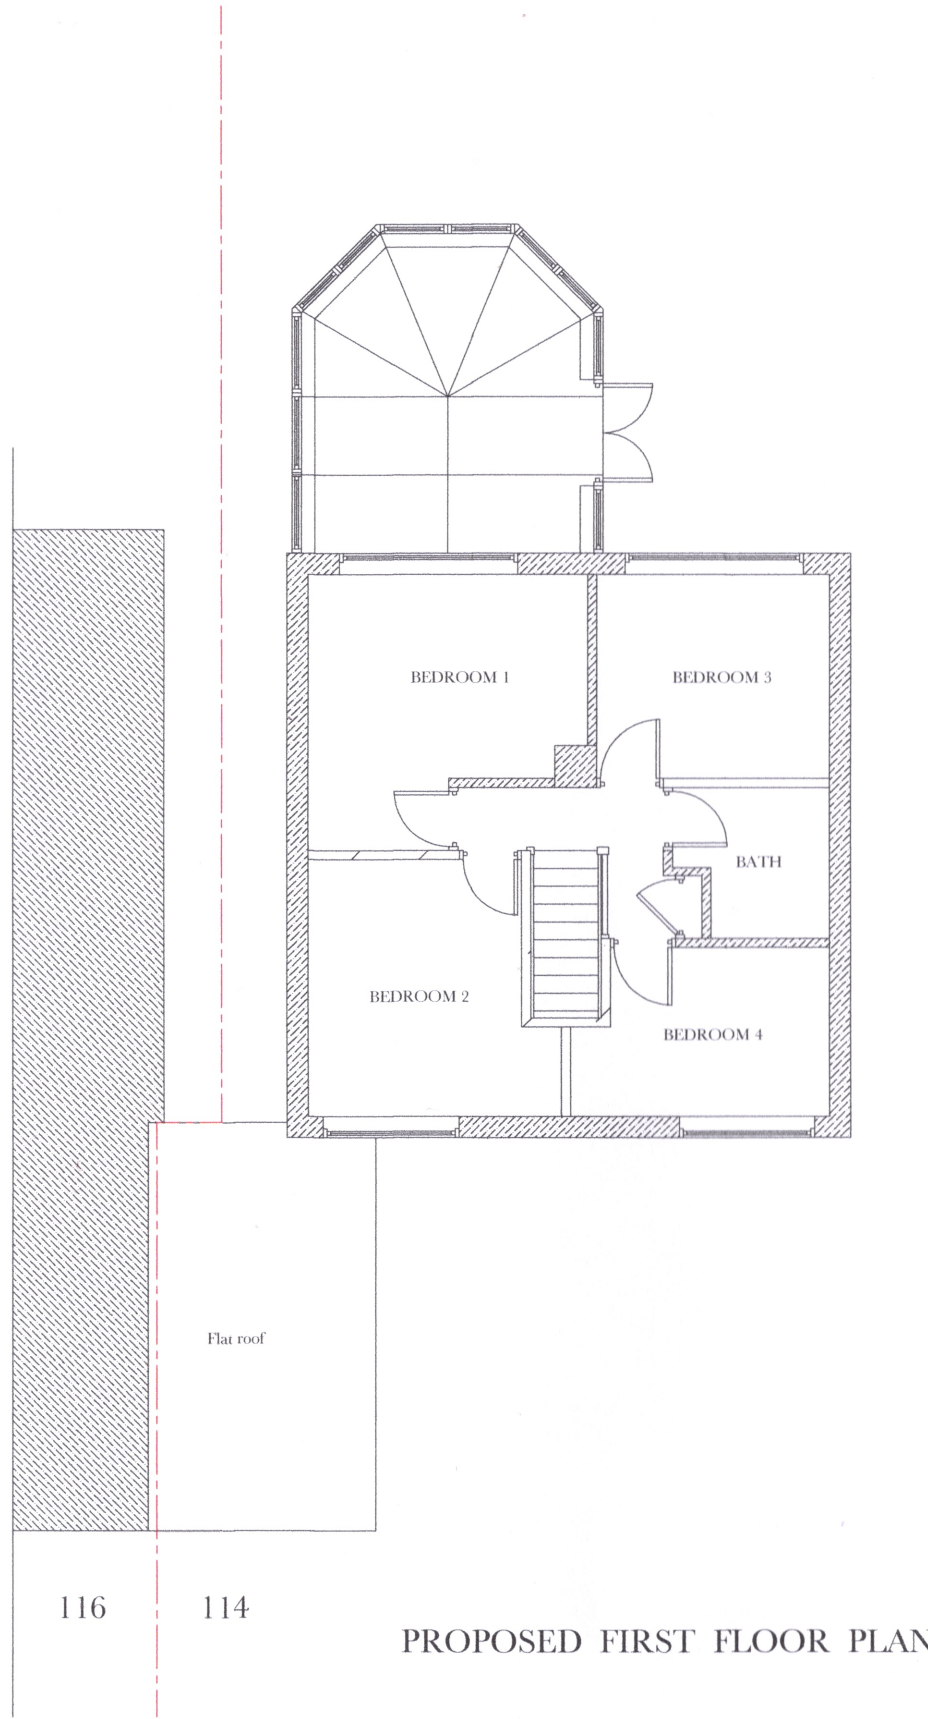 BEDROOM 1
BEDROOM 3
BATH
BEDROOM 2
BEDROOM 4
Flat roof
116
114
PROPOSED FIRST FLOOR PLAN